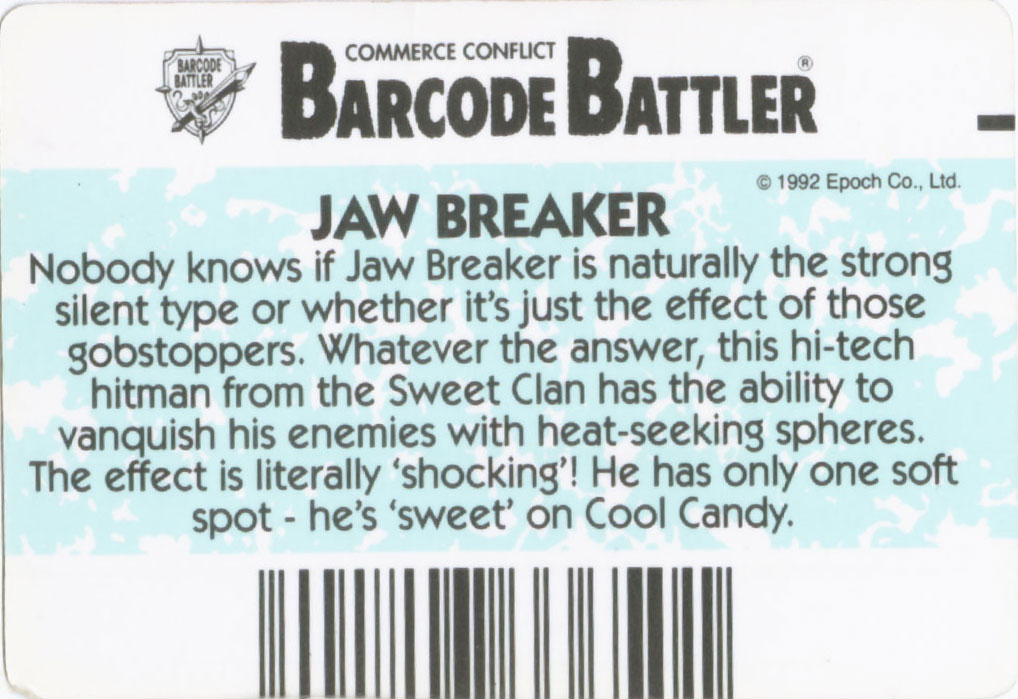 BARCODE
BATTLER
COMMERCE CONFLICT
BARCODE BATTLER®
© 1992 Epoch Co., Ltd.
JAW BREAKER
Nobody knows if Jaw Breaker is naturally the strong
silent type or whether it's just the effect of those
gobstoppers. Whatever the answer, this hi-tech
hitman from the Sweet Clan has the ability to
vanquish his enemies with heat-seeking spheres.
The effect is literally ‘shocking’! He has only one soft
spot - he's ‘sweet’ on Cool Candy.